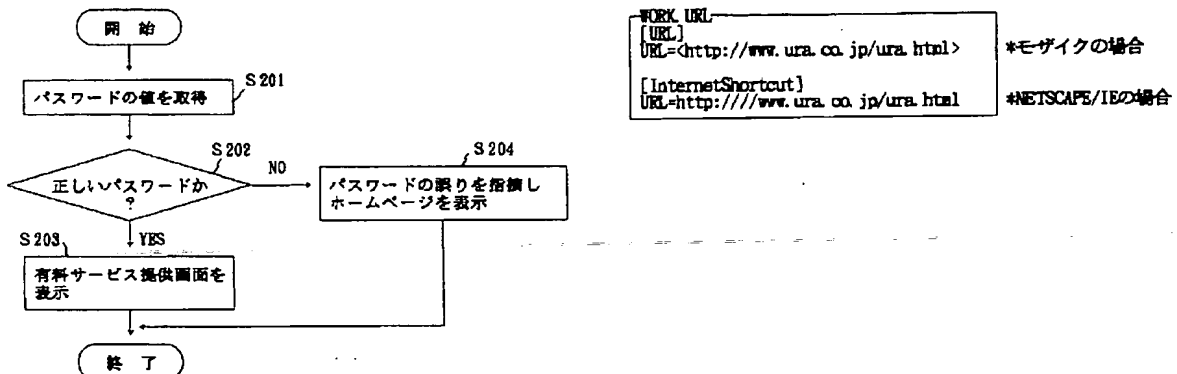 開 始
S201
パスワードの値を取得
S202
正しいパスワードか
?
NO
S204
パスワードの誤りを指摘し
ホームページを表示
YES
S203
有料サービス提供画面を
表示
終 了
WORK. URL
[URL]
URL=<http://www.ura.co.jp/ura.html>
*モザイクの場合
[InternetShortcut]
URL=http:////www.ura.co.jp/ura.html
*NETSCAPE/IEの場合